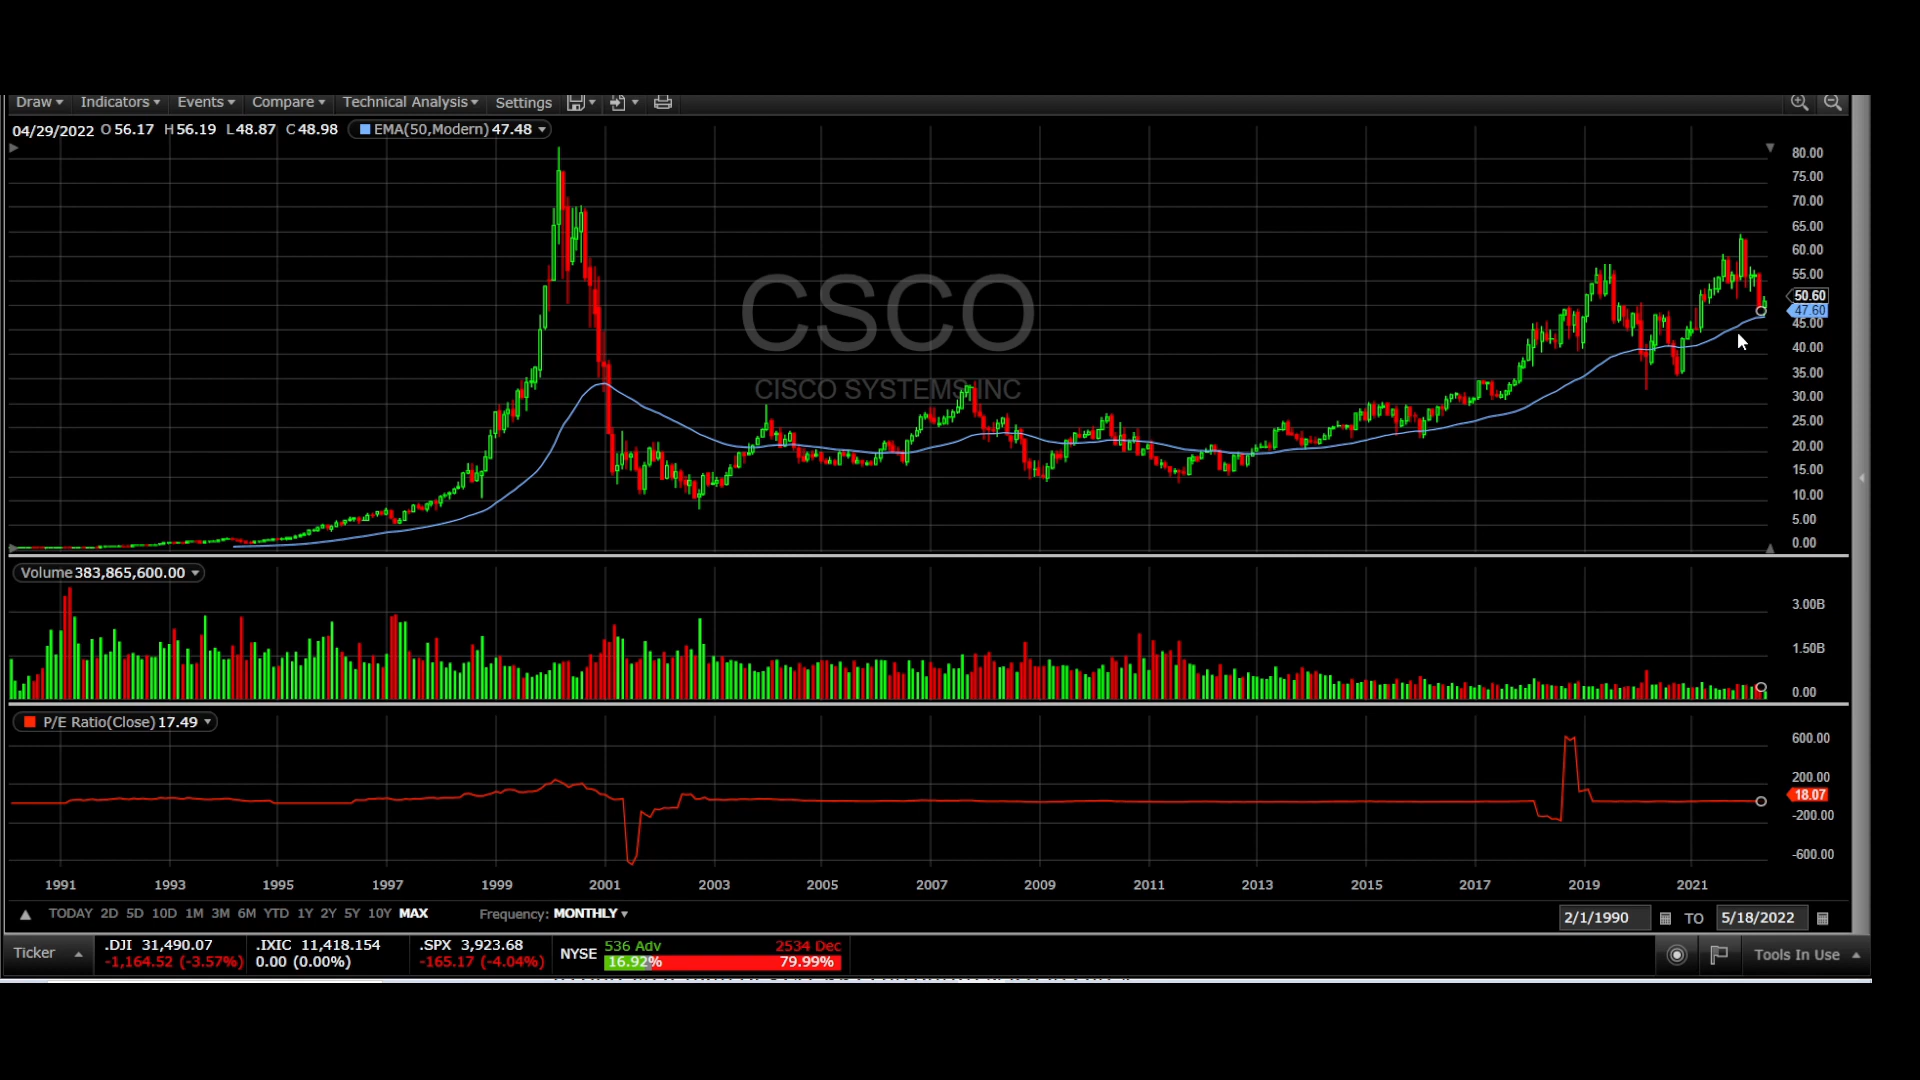 Draw Indicators Events Compare Technical Analysis Settings
04/29/2022 O 56.17 H 56.19 L 48.87 C 48.98 EMA(50,Modern) 47.48
80.00
75.00
70.00
65.00
60.00
55.00
50.60
47.60
45.00
40.00
35.00
30.00
25.00
20.00
15.00
10.00
5.00
0.00
CSCO
CISCO SYSTEMS INC
Volume 383,865,600.00
3.00B
1.50B
0.00
P/E Ratio(Close) 17.49
600.00
200.00
18.07
-200.00
-600.00
1991 1993 1995 1997 1999 2001 2003 2005 2007 2009 2011 2013 2015 2017 2019 2021
TODAY 2D 5D 10D 1M 3M 6M YTD 1Y 2Y 5Y 10Y MAX Frequency: MONTHLY 2/1/1990 TO 5/18/2022
Ticker .DJI 31,490.07 .IXIC 11,418.154 .SPX 3,923.68 NYSE 536 Adv 2534 Dec Tools In Use
-1,164.52 (-3.57%) 0.00 (0.00%) -165.17 (-4.04%) 16.92% 79.99%